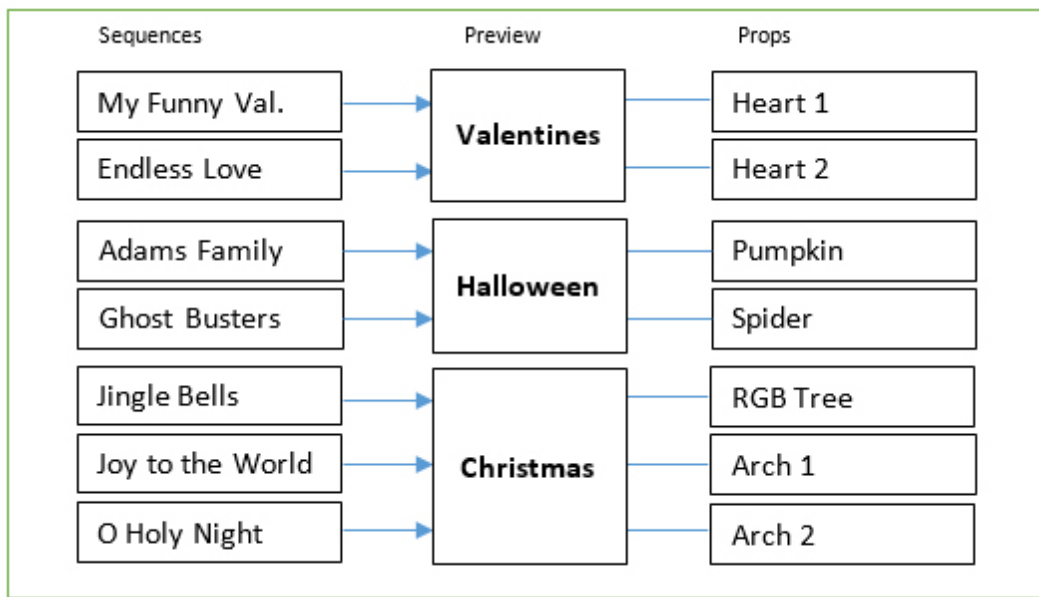 Sequences Preview Props
My Funny Val. Valentines Heart 1
Endless Love Heart 2
Adams Family Halloween Pumpkin
Ghost Busters Spider
Jingle Bells RGB Tree
Joy to the World Christmas Arch 1
O Holy Night Arch 2